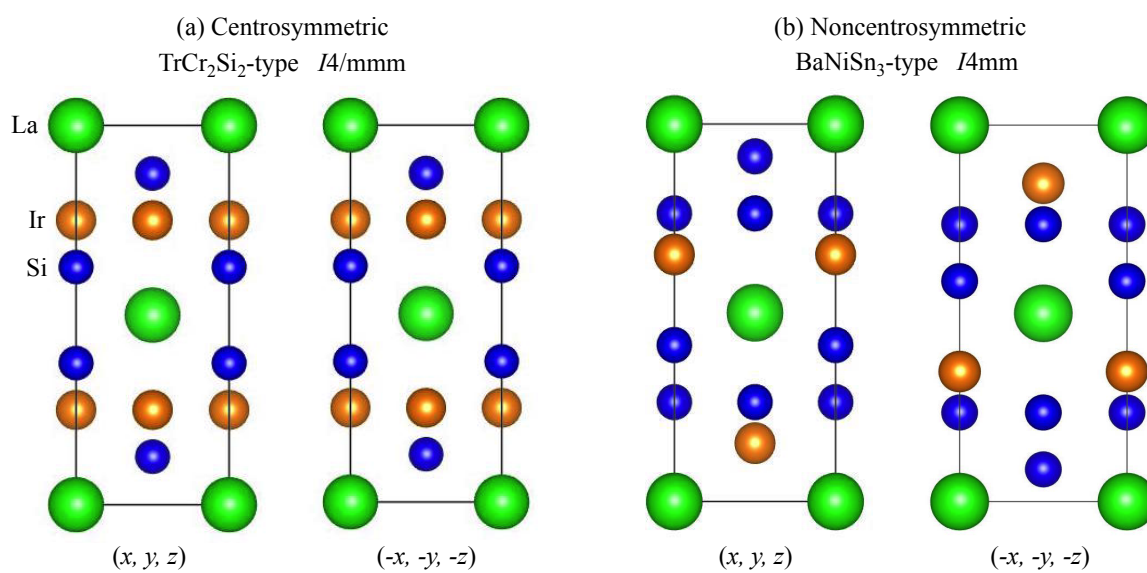 (a) Centrosymmetric
TrCr₂Si₂-type I4/mmm
(b) Noncentrosymmetric
BaNiSn₃-type I4mm
La
Ir
Si
(x, y, z)
(-x, -y, -z)
(x, y, z)
(-x, -y, -z)